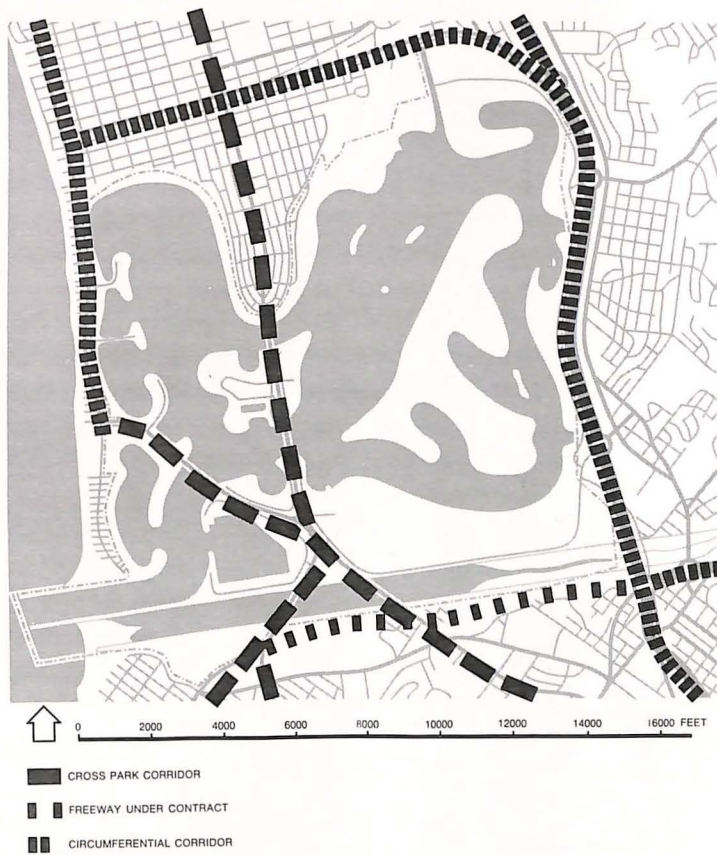 0 2000 4000 6000 8000 10000 12000 14000 16000 FEET
CROSS PARK CORRIDOR
FREEWAY UNDER CONTRACT
CIRCUMFERENTIAL CORRIDOR